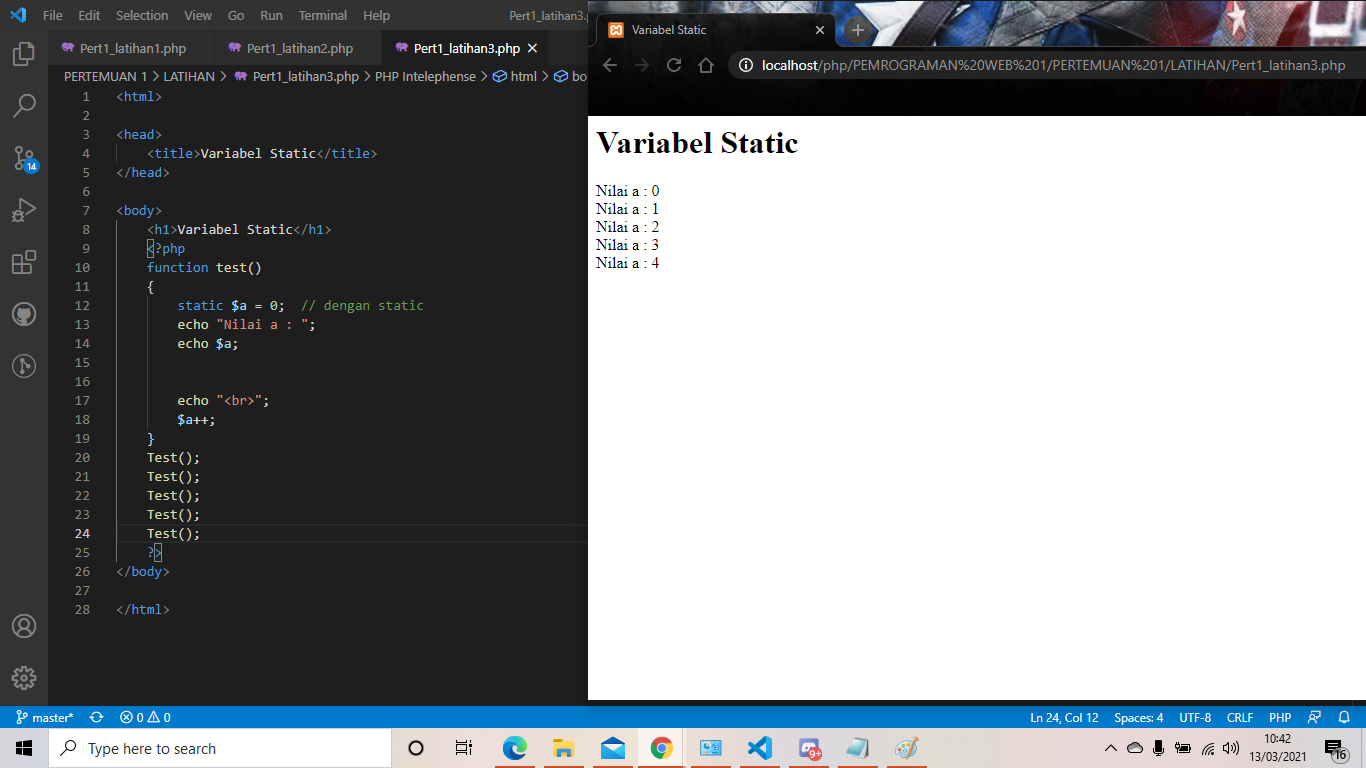 File Edit Selection View Go Run Terminal Help Pert1_latihan3.
Pert1_latihan1.php Pert1_latihan2.php Pert1_latihan3.php
PERTEMUAN 1 > LATIHAN > Pert1_latihan3.php > PHP Intelephense > html > bo
1 <html>
2
3 <head>
4 <title>Variabel Static</title>
5 </head>
6
7 <body>
8 <h1>Variabel Static</h1>
9 <?php
10 function test()
11 {
12 static $a = 0;  // dengan static
13 echo "Nilai a : ";
14 echo $a;
15
16
17 echo "<br>";
18 $a++;
19 }
20 Test();
21 Test();
22 Test();
23 Test();
24 Test();
25 ?>
26 </body>
27
28 </html>
14
Variabel Static
localhost/php/PEMROGRAMAN%20WEB%201/PERTEMUAN%201/LATIHAN/Pert1_latihan3.php
Variabel Static
Nilai a : 0
Nilai a : 1
Nilai a : 2
Nilai a : 3
Nilai a : 4
master* 0 0 Ln 24, Col 12 Spaces: 4 UTF-8 CRLF PHP
Type here to search
9+
10:42
13/03/2021
16